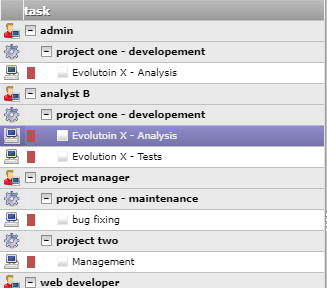 task
admin
project one - developement
Evolutoin X - Analysis
analyst B
project one - developement
Evolutoin X - Analysis
Evolution X - Tests
project manager
project one - maintenance
bug fixing
project two
Management
web developer